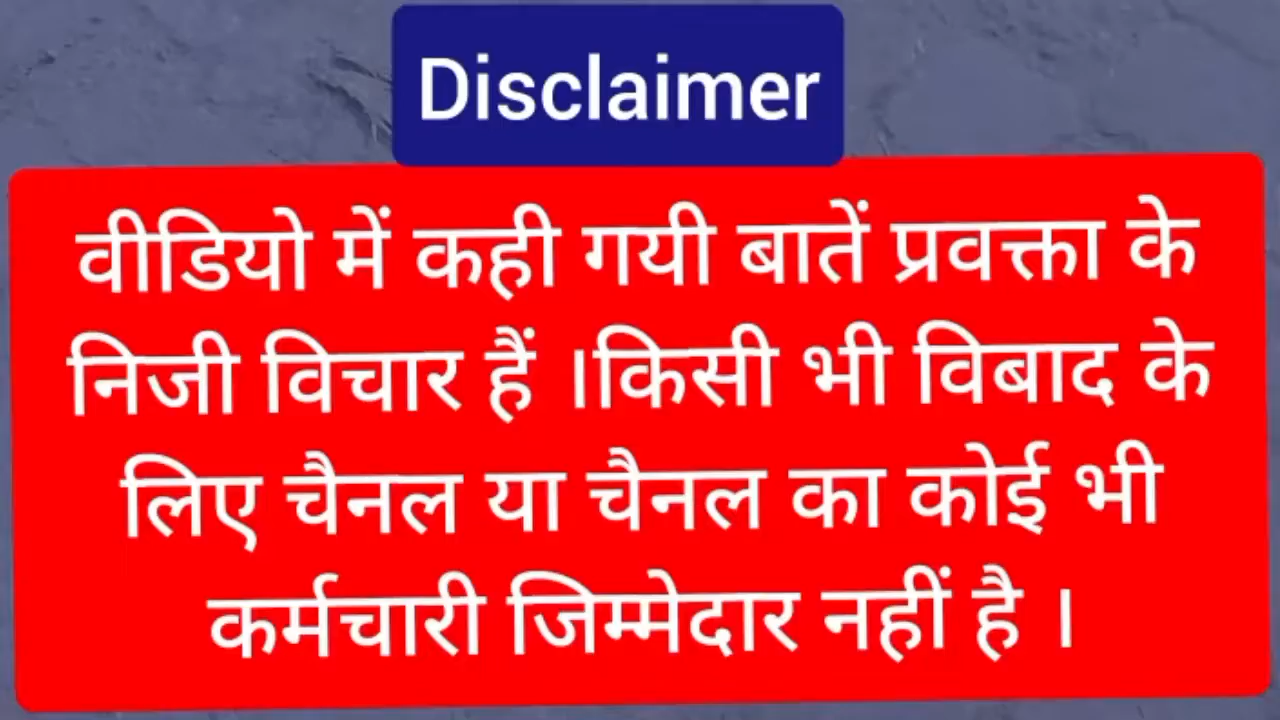 Disclaimer
वीडियो में कही गयी बातें प्रवक्ता के
निजी विचार हैं ।किसी भी विबाद के
लिए चैनल या चैनल का कोई भी
कर्मचारी जिम्मेदार नहीं है ।